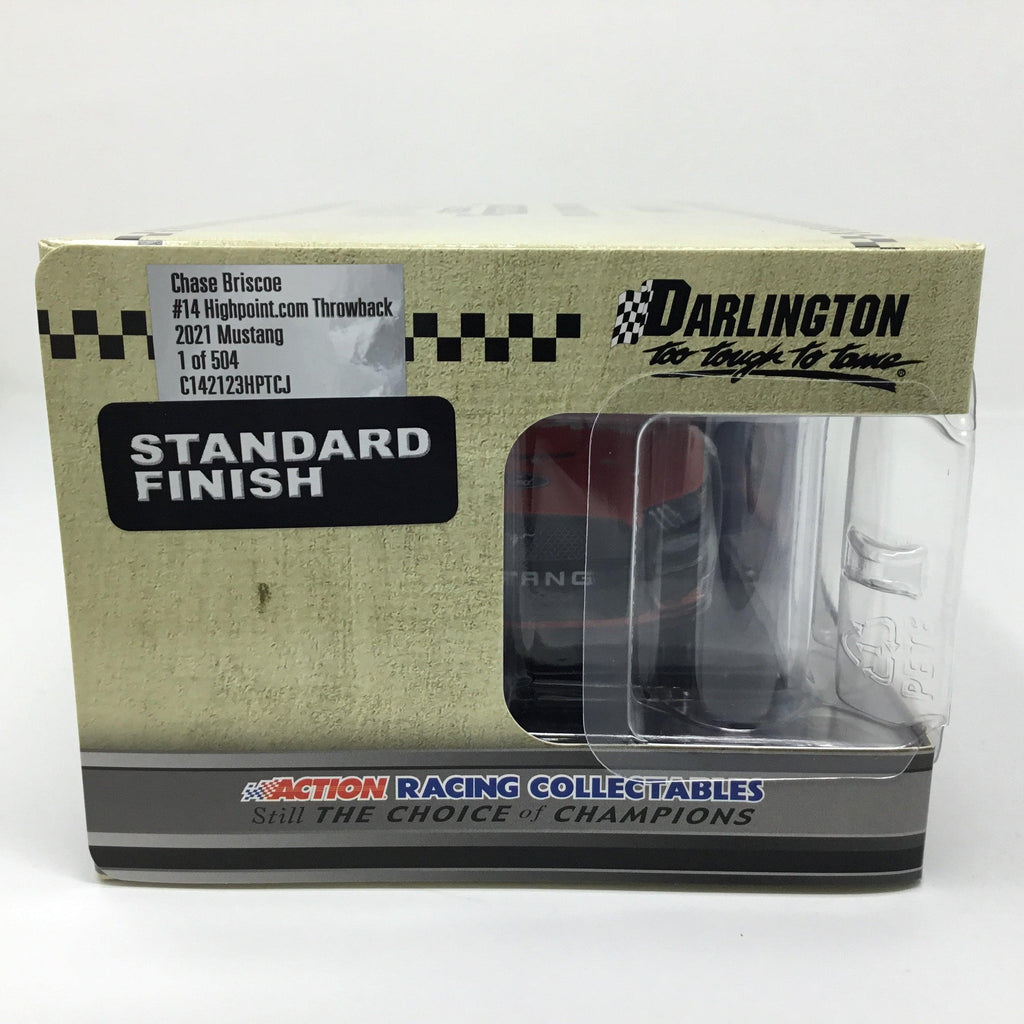 Chase Briscoe
#14 Highpoint.com Throwback
2021 Mustang
1 of 504
C142123HPTCJ
STANDARD
FINISH
DARLINGTON
too tough to tame®
TANG
PET
ACTION RACING COLLECTABLES
Still THE CHOICE of CHAMPIONS